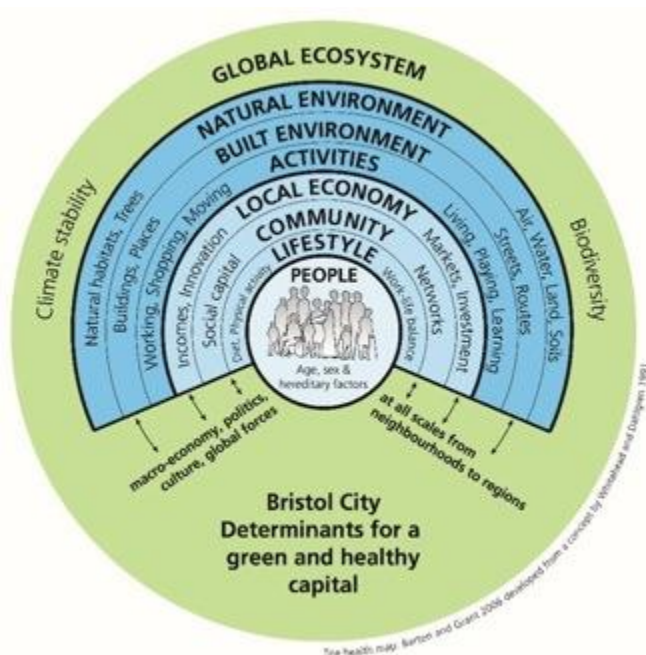 GLOBAL ECOSYSTEM
NATURAL ENVIRONMENT
BUILT ENVIRONMENT
ACTIVITIES
LOCAL ECONOMY
COMMUNITY
LIFESTYLE
PEOPLE
Age, sex &
hereditary factors
Climate stability
Natural habitats, Trees
Buildings, Places
Working, Shopping, Moving
Incomes, Innovation
Social capital
Diet, Physical activity
Work-life balance
Networks
Markets, Investment
Living, Playing, Learning
Streets, Routes
Air, Water, Land, Soils
Biodiversity
macro-economy, politics,
culture, global forces
at all scales from
neighbourhoods to regions
Bristol City
Determinants for a
green and healthy
capital
health map: Barton and Grant 2006 developed from a concept by Whitehead and Dahlgren 1991